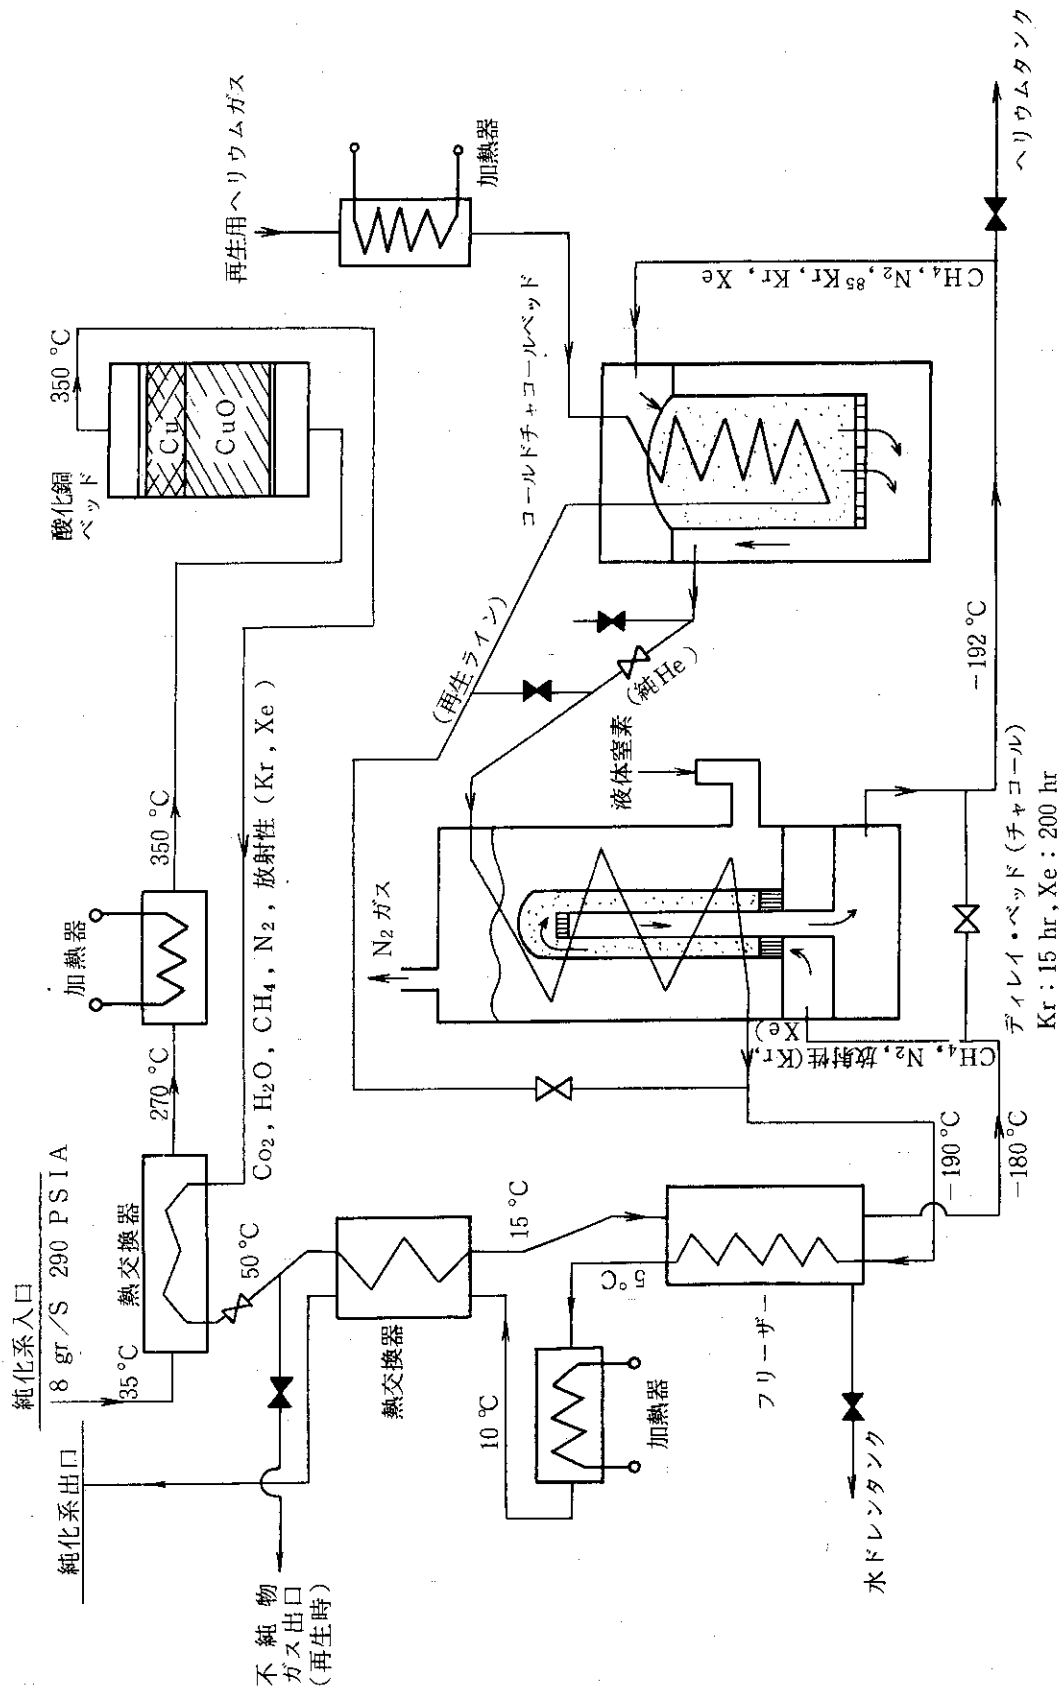 純化系入口
8 gr/S 290 PSIA
35°C
熱交換器
270°C
加熱器
350°C
酸化銅
ベッド
Cu
CuO
350°C
純化系出口
50°C
Co₂, H₂O, CH₄, N₂, 放射性 (Kr, Xe)
再生用ヘリウムガス
加熱器
不純物
ガス出口
(再生時)
熱交換器
15°C
N₂ ガス
(再生ライン)
コールドチャコールベッド
10℃
加熱器
5°C
液体窒素
(純He)
CH₄, N₂, ⁸⁵Kr, Kr, Xe
フリーザー
水ドレンタンク
-190°C
-180°C
CH₄, N₂, 放射性(Kr,
Xe)
-192°C
ヘリウムタンク
ディレイ・ベッド (チャコール)
Kr : 15 hr, Xe : 200 hr